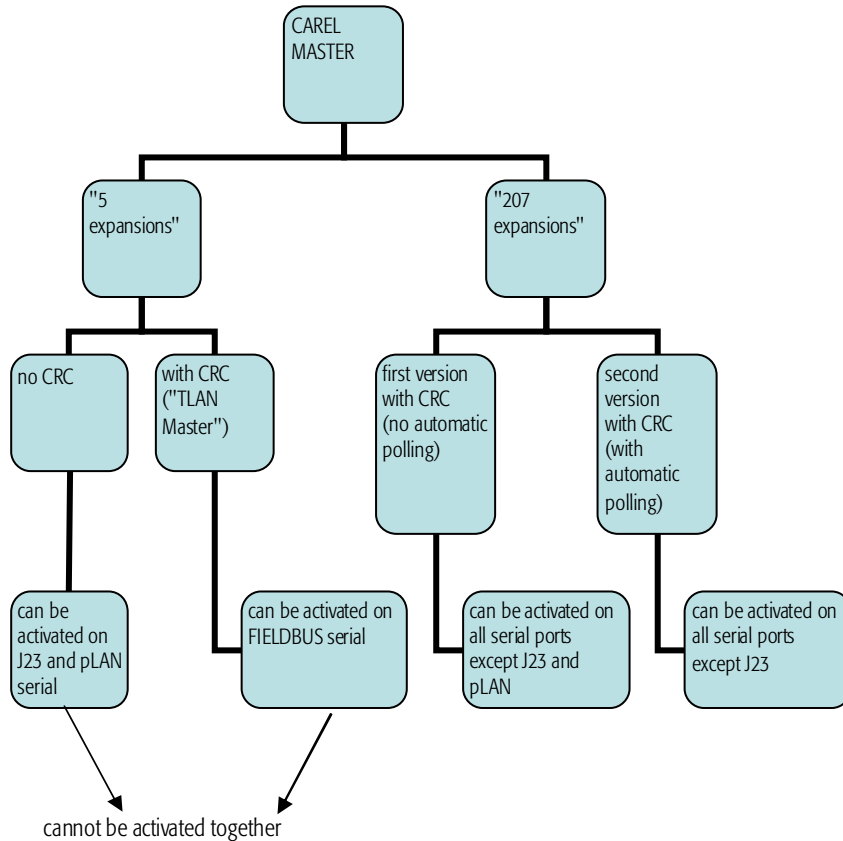 CAREL
MASTER
"5
expansions"
"207
expansions"
no CRC
with CRC
("TLAN
Master")
first version
with CRC
(no automatic
polling)
second
version
with CRC
(with
automatic
polling)
can be
activated on
J23 and pLAN
serial
can be activated on
FIELDBUS serial
can be activated on
all serial ports
except J23 and
pLAN
can be activated on
all serial ports
except J23
cannot be activated together